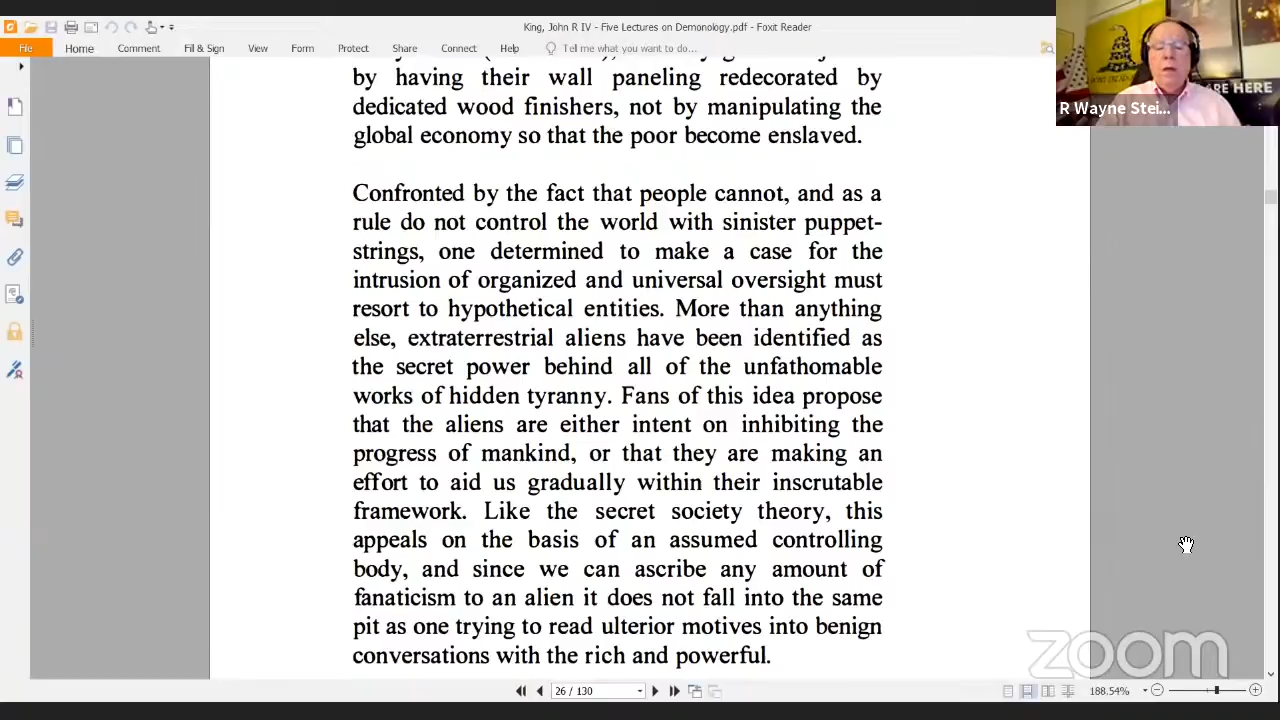 King, John R IV - Five Lectures on Demonology.pdf - Foxit Reader
File Home Comment Fill & Sign View Form Protect Share Connect Help Tell me what you want to do...
by having their wall paneling redecorated by
dedicated wood finishers, not by manipulating the
global economy so that the poor become enslaved.
Confronted by the fact that people cannot, and as a
rule do not control the world with sinister puppet-
strings, one determined to make a case for the
intrusion of organized and universal oversight must
resort to hypothetical entities. More than anything
else, extraterrestrial aliens have been identified as
the secret power behind all of the unfathomable
works of hidden tyranny. Fans of this idea propose
that the aliens are either intent on inhibiting the
progress of mankind, or that they are making an
effort to aid us gradually within their inscrutable
framework. Like the secret society theory, this
appeals on the basis of an assumed controlling
body, and since we can ascribe any amount of
fanaticism to an alien it does not fall into the same
pit as one trying to read ulterior motives into benign
conversations with the rich and powerful.
ARE HERE
R Wayne Stei...
zoom
26 / 130
188.54%